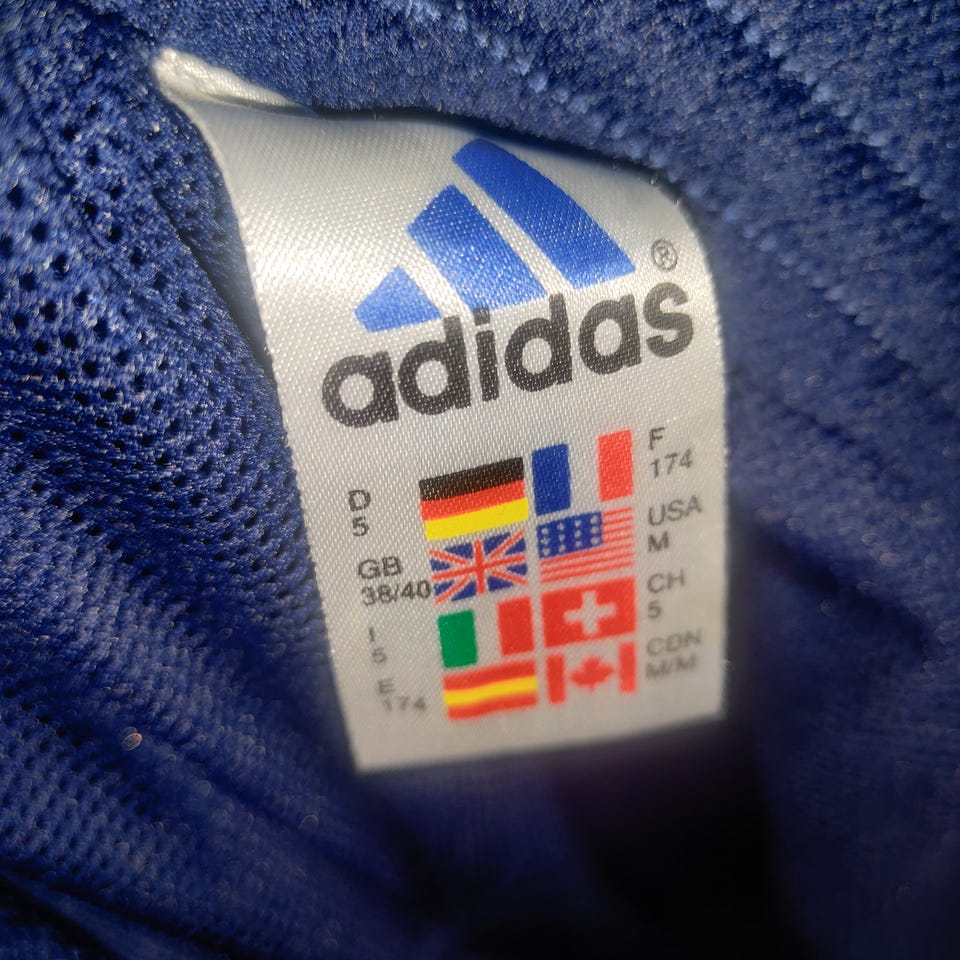 adidas®
D
5
F
174
GB
38/40
USA
M
I
5
CH
5
E
174
CDN
M/M